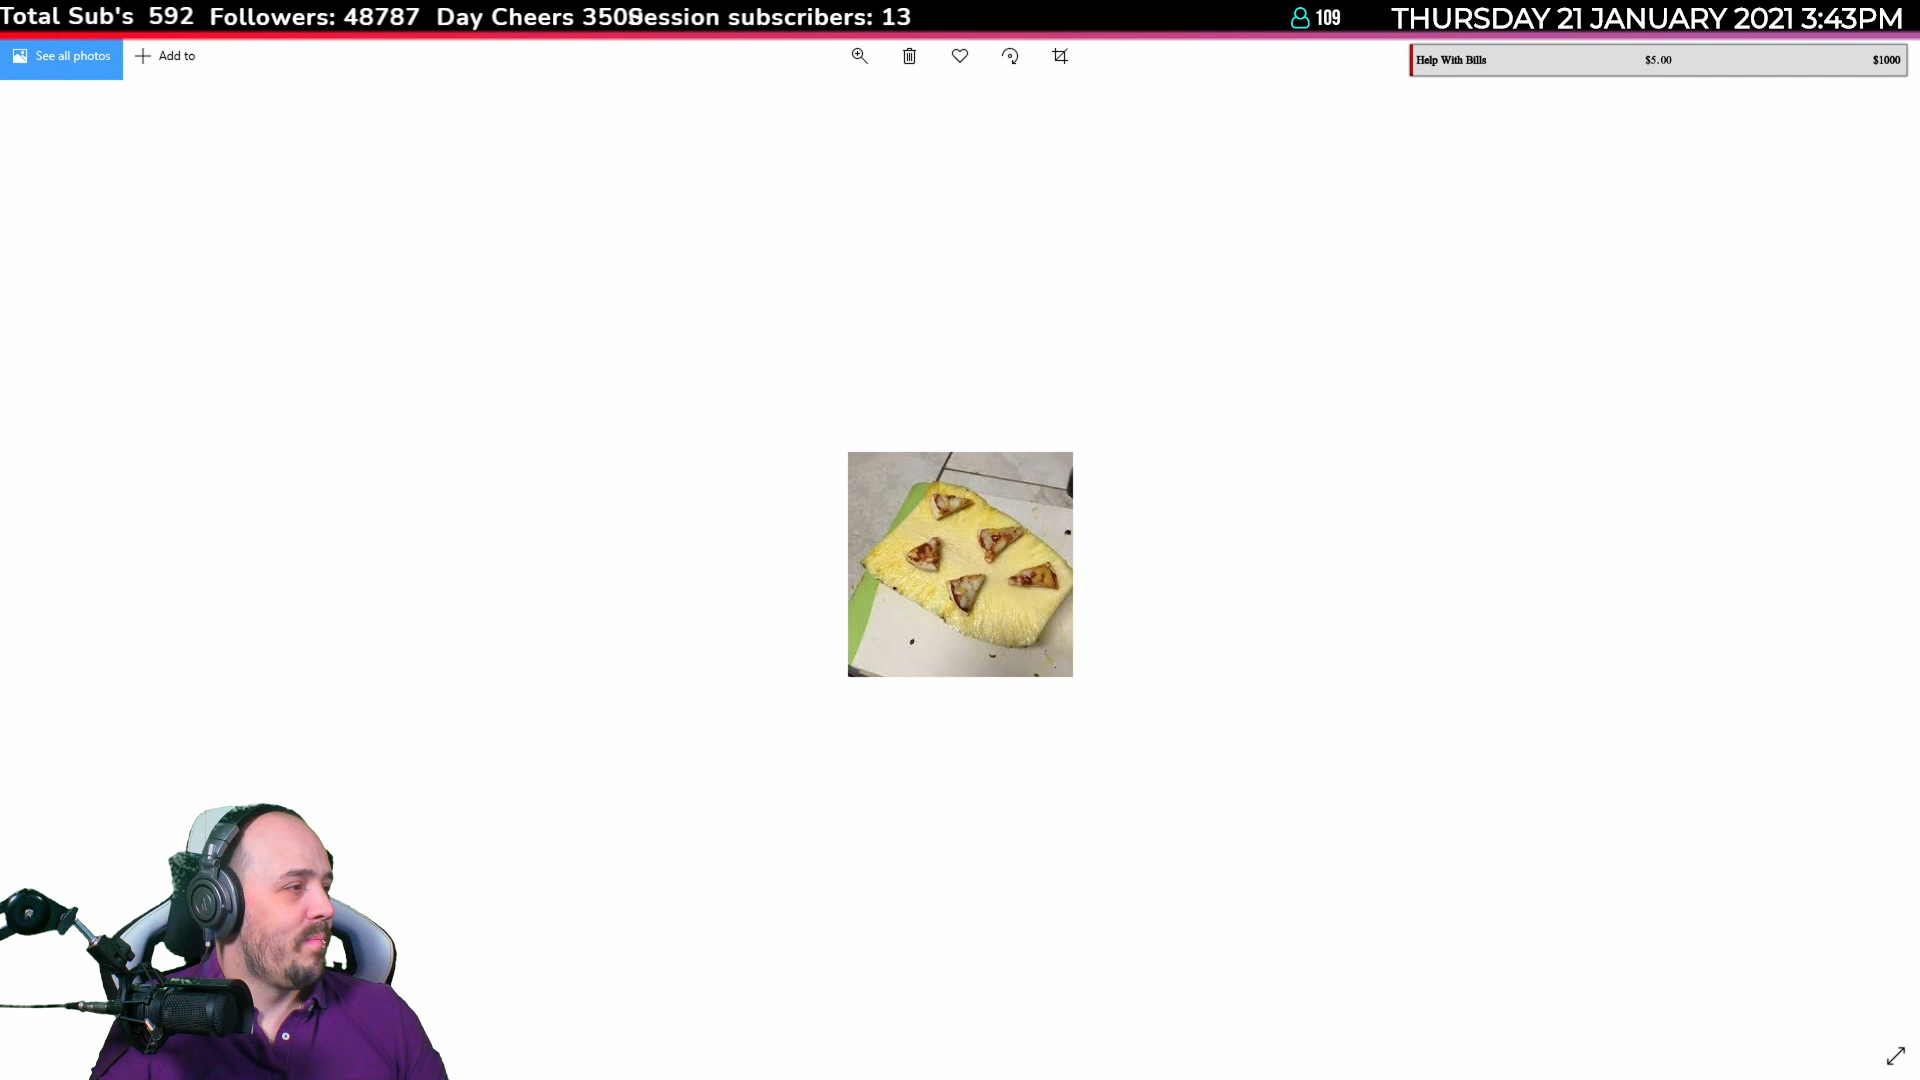 Total Sub's 592 Followers: 48787 Day Cheers 3500 Session subscribers: 13 109 THURSDAY 21 JANUARY 2021 3:43PM
See all photos Add to
Help With Bills $5.00 $1000